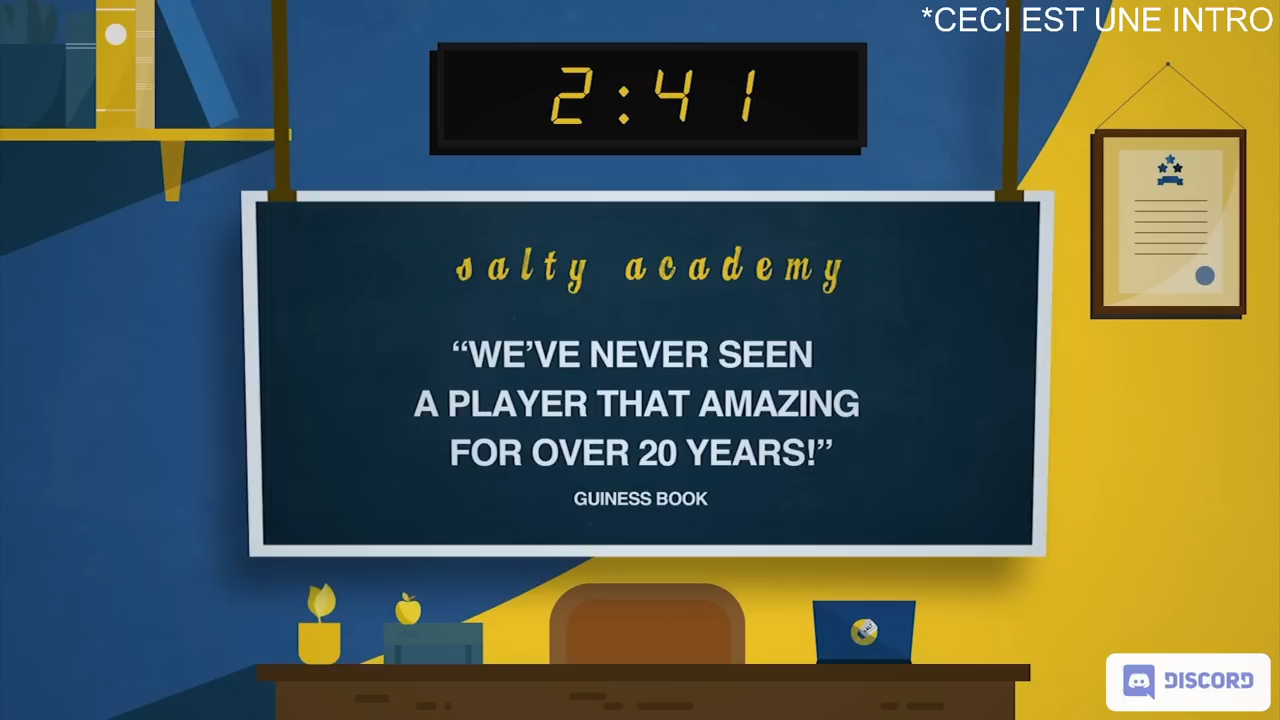 *CECI EST UNE INTRO
2:41
salty academy
“WE’VE NEVER SEEN
A PLAYER THAT AMAZING
FOR OVER 20 YEARS!”
GUINESS BOOK
DISCORD